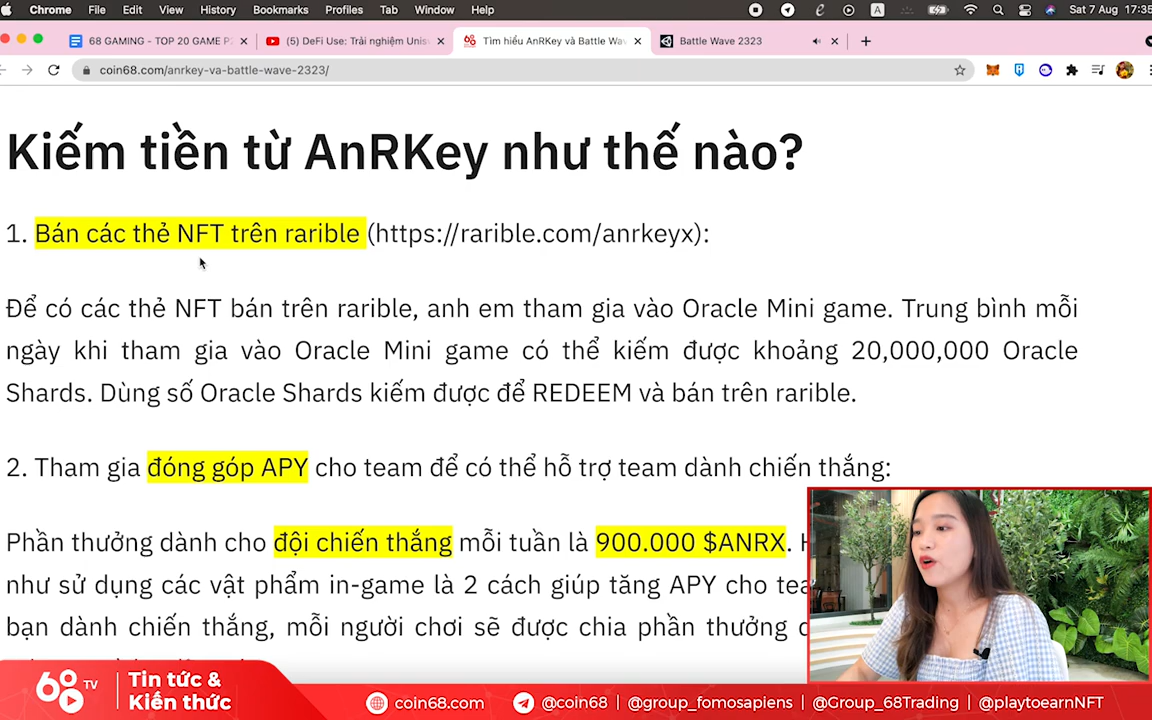 Chrome File Edit View History Bookmarks Profiles Tab Window Help Sat 7 Aug 17:35
68 GAMING - TOP 20 GAME P2 (5) DeFi Use: Trải nghiệm Unis Tìm hiểu AnRKey và Battle Wav Battle Wave 2323
coin68.com/anrkey-va-battle-wave-2323/
Kiếm tiền từ AnRKey như thế nào?
1. Bán các thẻ NFT trên rarible (https://rarible.com/anrkeyx):
Để có các thẻ NFT bán trên rarible, anh em tham gia vào Oracle Mini game. Trung bình mỗi
ngày khi tham gia vào Oracle Mini game có thể kiếm được khoảng 20,000,000 Oracle
Shards. Dùng số Oracle Shards kiếm được để REDEEM và bán trên rarible.
2. Tham gia đóng góp APY cho team để có thể hỗ trợ team dành chiến thắng:
Phần thưởng dành cho đội chiến thắng mỗi tuần là 900.000 $ANRX.
như sử dụng các vật phẩm in-game là 2 cách giúp tăng APY cho
bạn dành chiến thắng, mỗi người chơi sẽ được chia phần thưởng
68 TV
Tin tức &
Kiến thức
coin68.com @coin68 | @group_fomosapiens | @Group_68Trading | @playtoearnNFT